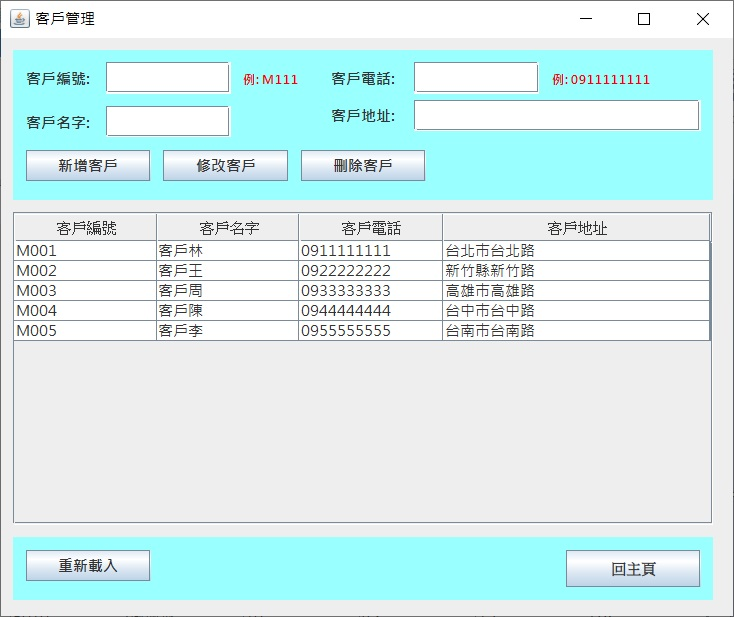 客戶管理
客戶編號: 例: M111 客戶電話: 例: 0911111111
客戶名字: 客戶地址:
新增客戶 修改客戶 刪除客戶
客戶編號 客戶名字 客戶電話 客戶地址
M001 客戶林 0911111111 台北市台北路
M002 客戶王 0922222222 新竹縣新竹路
M003 客戶周 0933333333 高雄市高雄路
M004 客戶陳 0944444444 台中市台中路
M005 客戶李 0955555555 台南市台南路
重新載入 回主頁